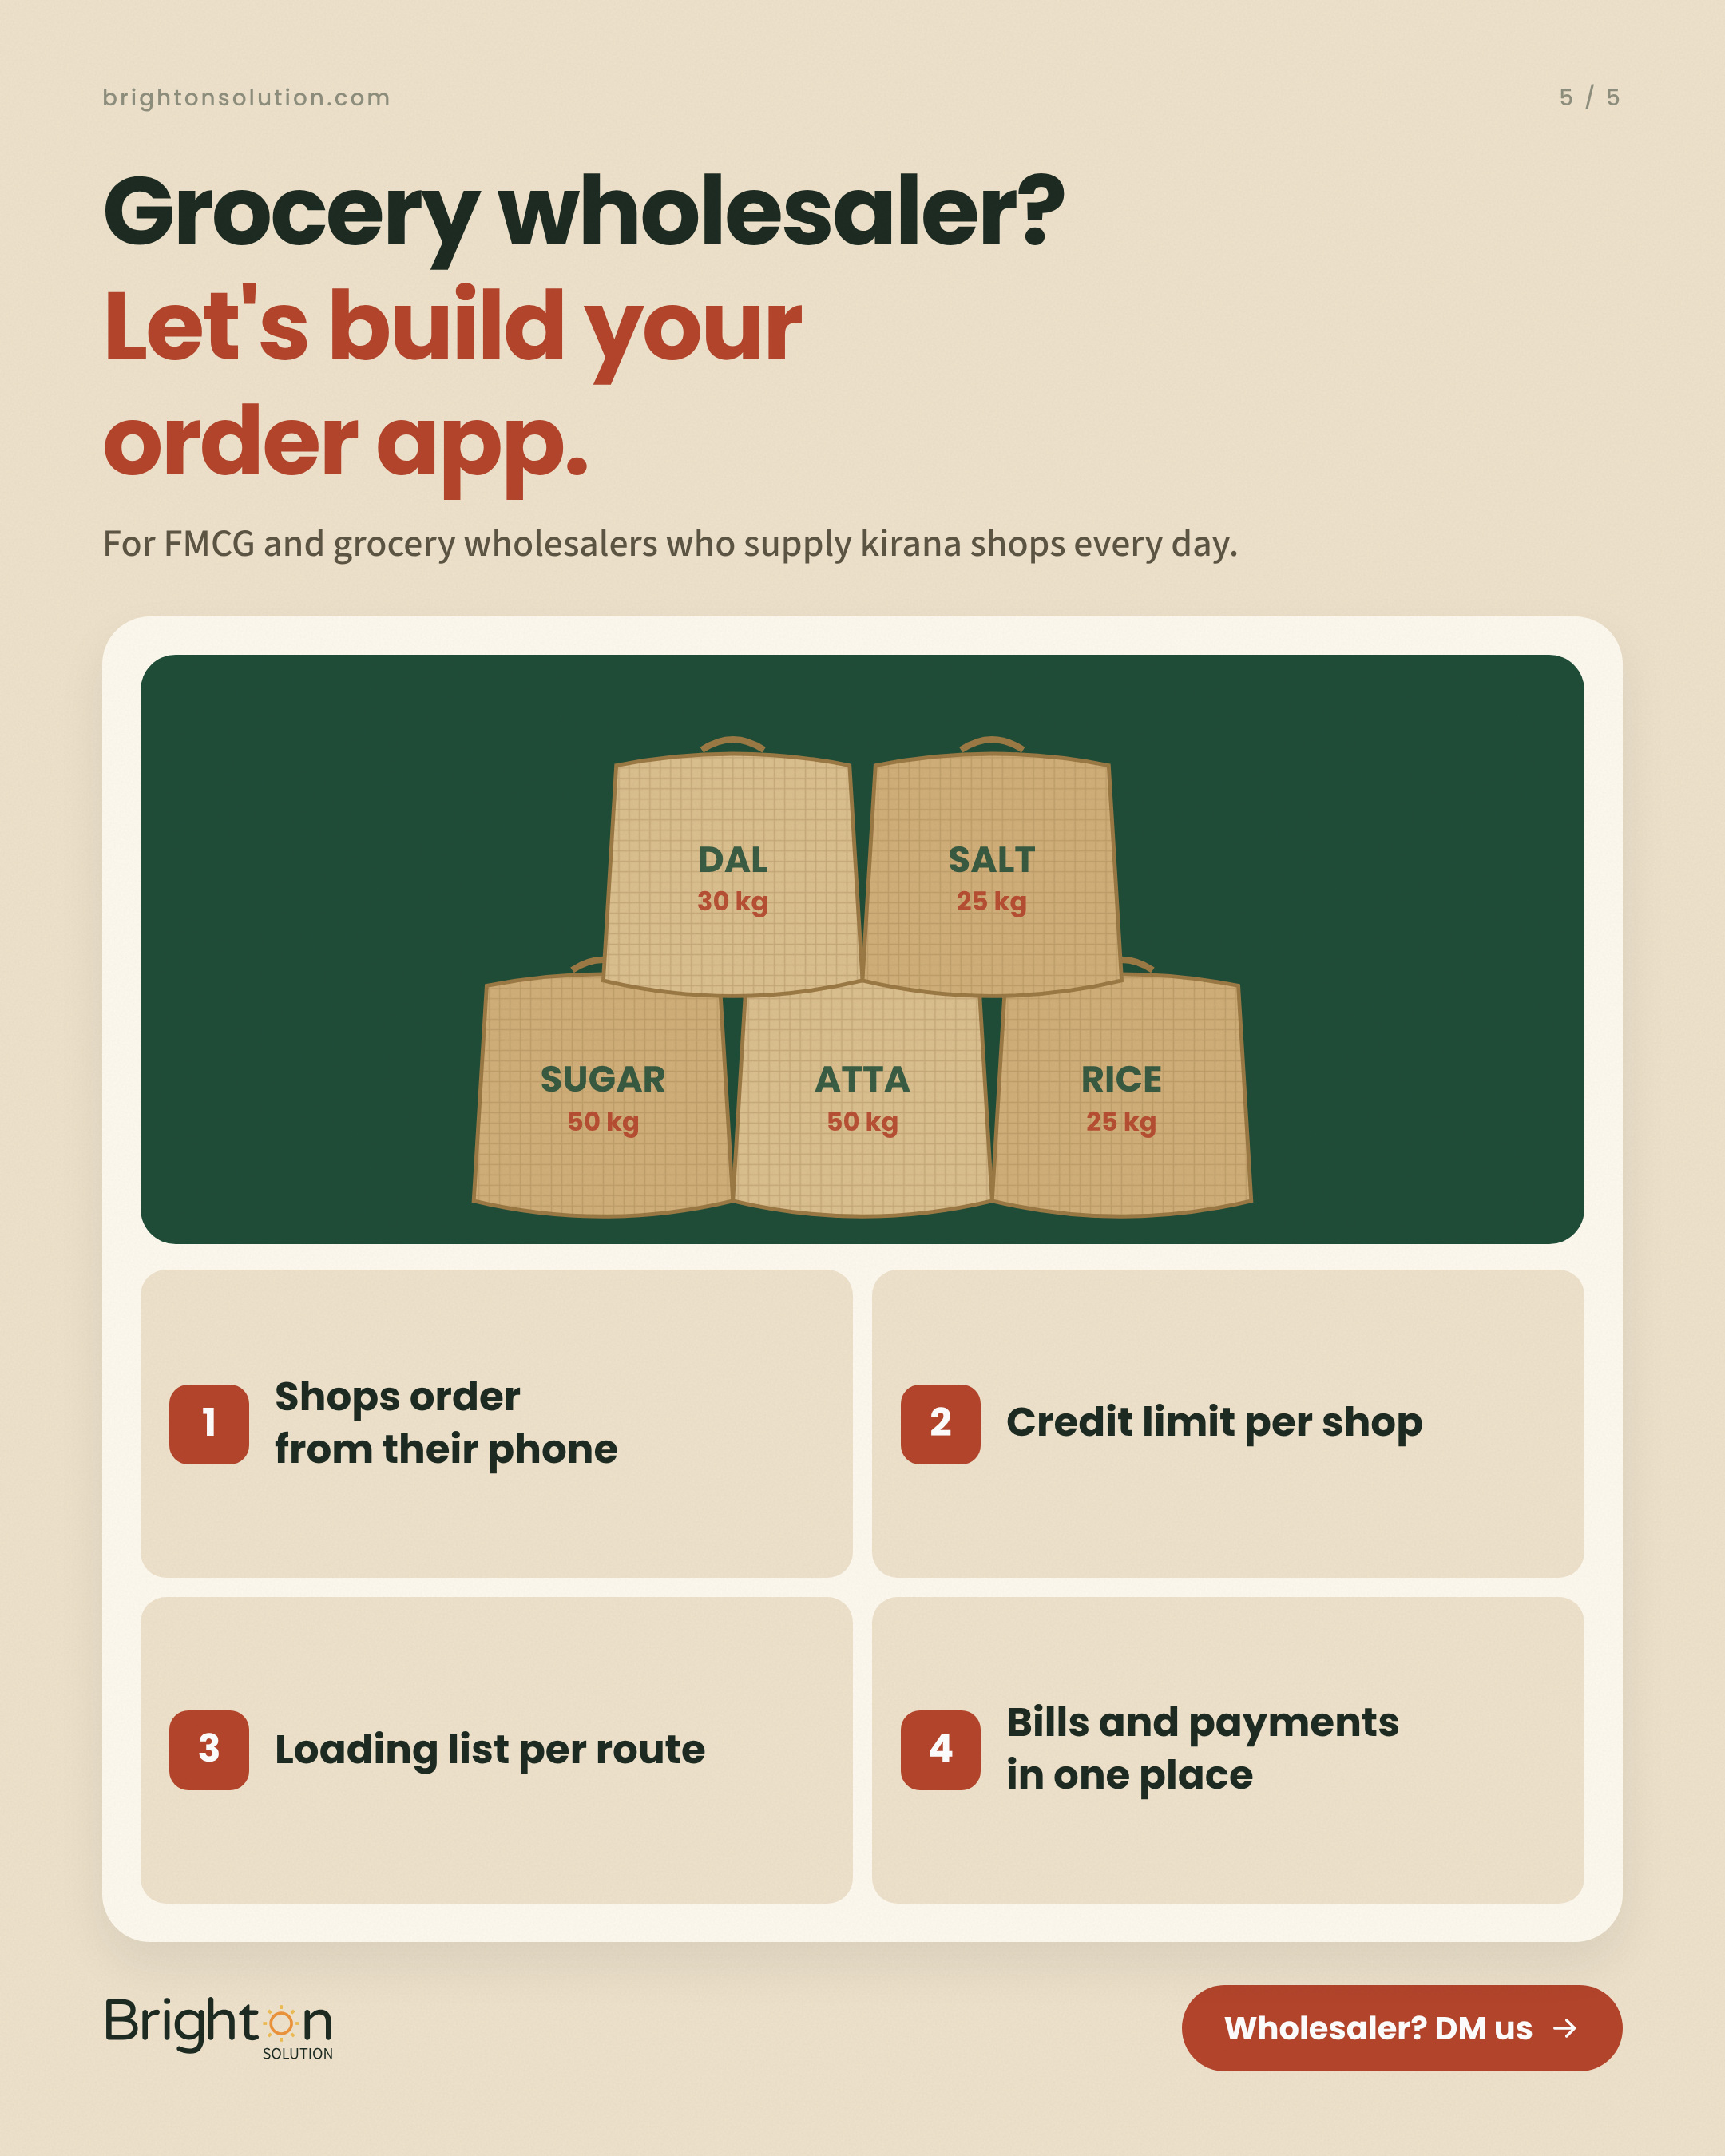 brightonsolution.com
5 / 5
Grocery wholesaler?
Let's build your
order app.
For FMCG and grocery wholesalers who supply kirana shops every day.
DAL
30 kg
SALT
25 kg
SUGAR
50 kg
ATTA
50 kg
RICE
25 kg
1
Shops order
from their phone
2
Credit limit per shop
3
Loading list per route
4
Bills and payments
in one place
Brighton
SOLUTION
Wholesaler? DM us →